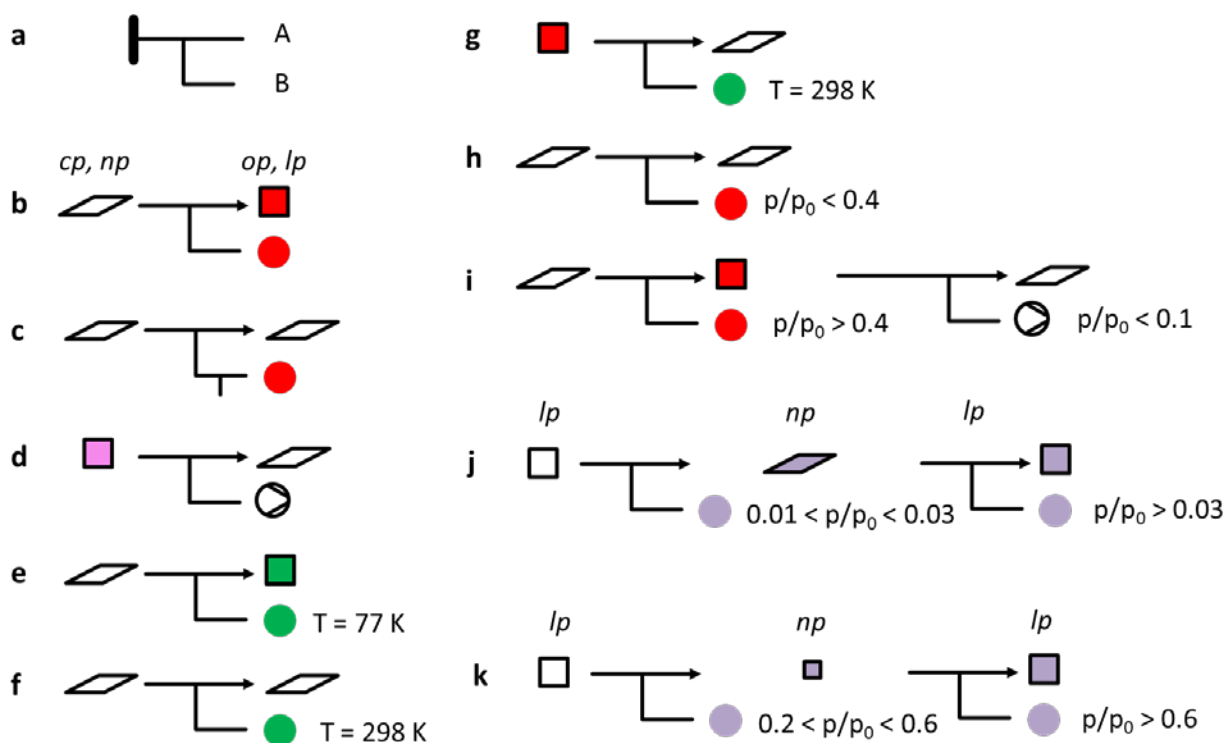 a
A
B
cp, np
op, lp
b
c
d
e
T = 77 K
f
T = 298 K
g
T = 298 K
h
p/p₀ < 0.4
i
p/p₀ > 0.4
p/p₀ < 0.1
lp
np
lp
j
0.01 < p/p₀ < 0.03
p/p₀ > 0.03
lp
np
lp
k
0.2 < p/p₀ < 0.6
p/p₀ > 0.6